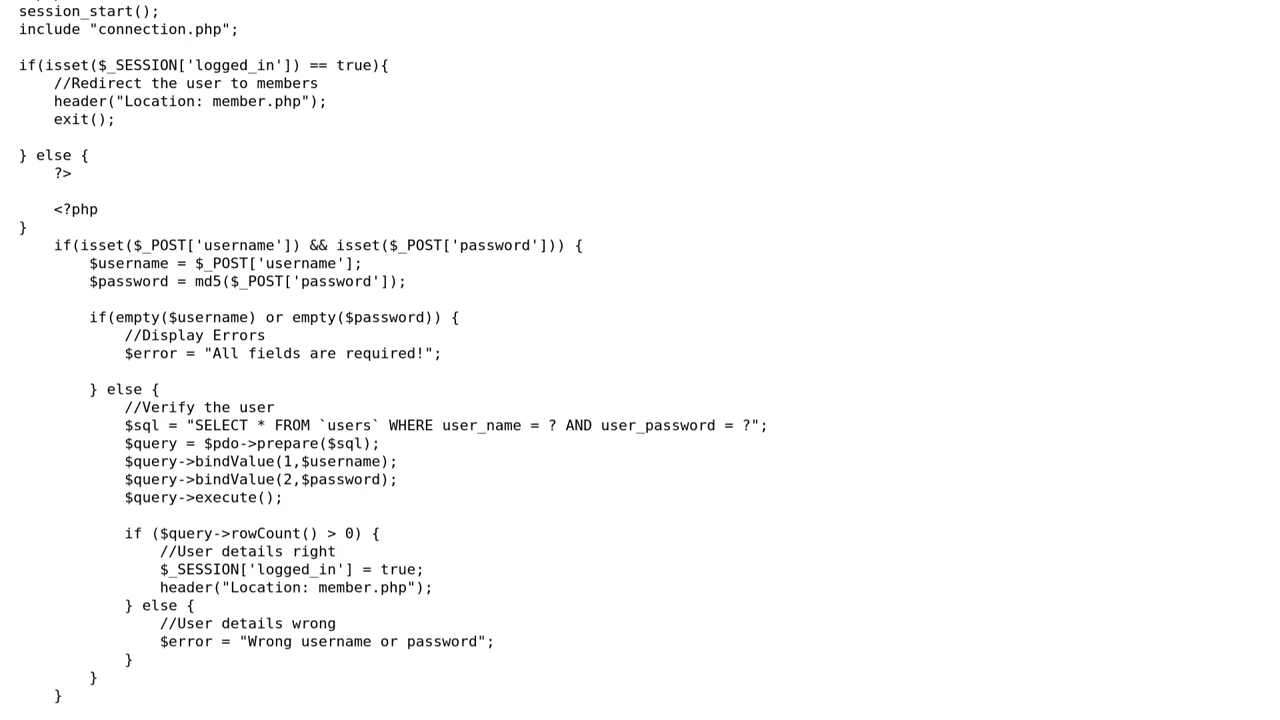 session_start();
include "connection.php";
if(isset($_SESSION['logged_in']) == true){
//Redirect the user to members
header("Location: member.php");
exit();
} else {
?>
<?php
}
if(isset($_POST['username']) && isset($_POST['password'])) {
$username = $_POST['username'];
$password = md5($_POST['password']);
if(empty($username) or empty($password)) {
//Display Errors
$error = "All fields are required!";
} else {
//Verify the user
$sql = "SELECT * FROM `users` WHERE user_name = ? AND user_password = ?";
$query = $pdo->prepare($sql);
$query->bindValue(1,$username);
$query->bindValue(2,$password);
$query->execute();
if ($query->rowCount() > 0) {
//User details right
$_SESSION['logged_in'] = true;
header("Location: member.php");
} else {
//User details wrong
$error = "Wrong username or password";
}
}
}